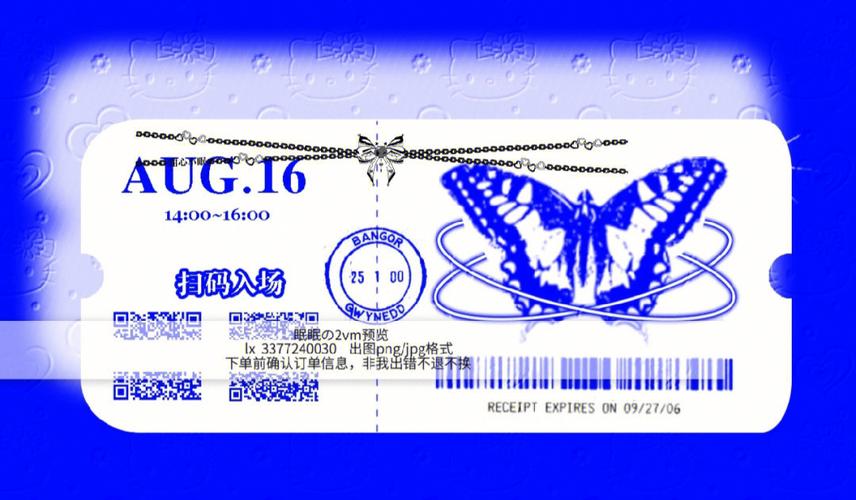 AUG.16
14:00~16:00
扫码入场
BANGOR
25 1 00
GWYNEDD
眠眠の2vm预览
lx 3377240030 出图png/jpg格式
下单前确认订单信息，非我出错不退不换
RECEIPT EXPIRES ON 09/27/06